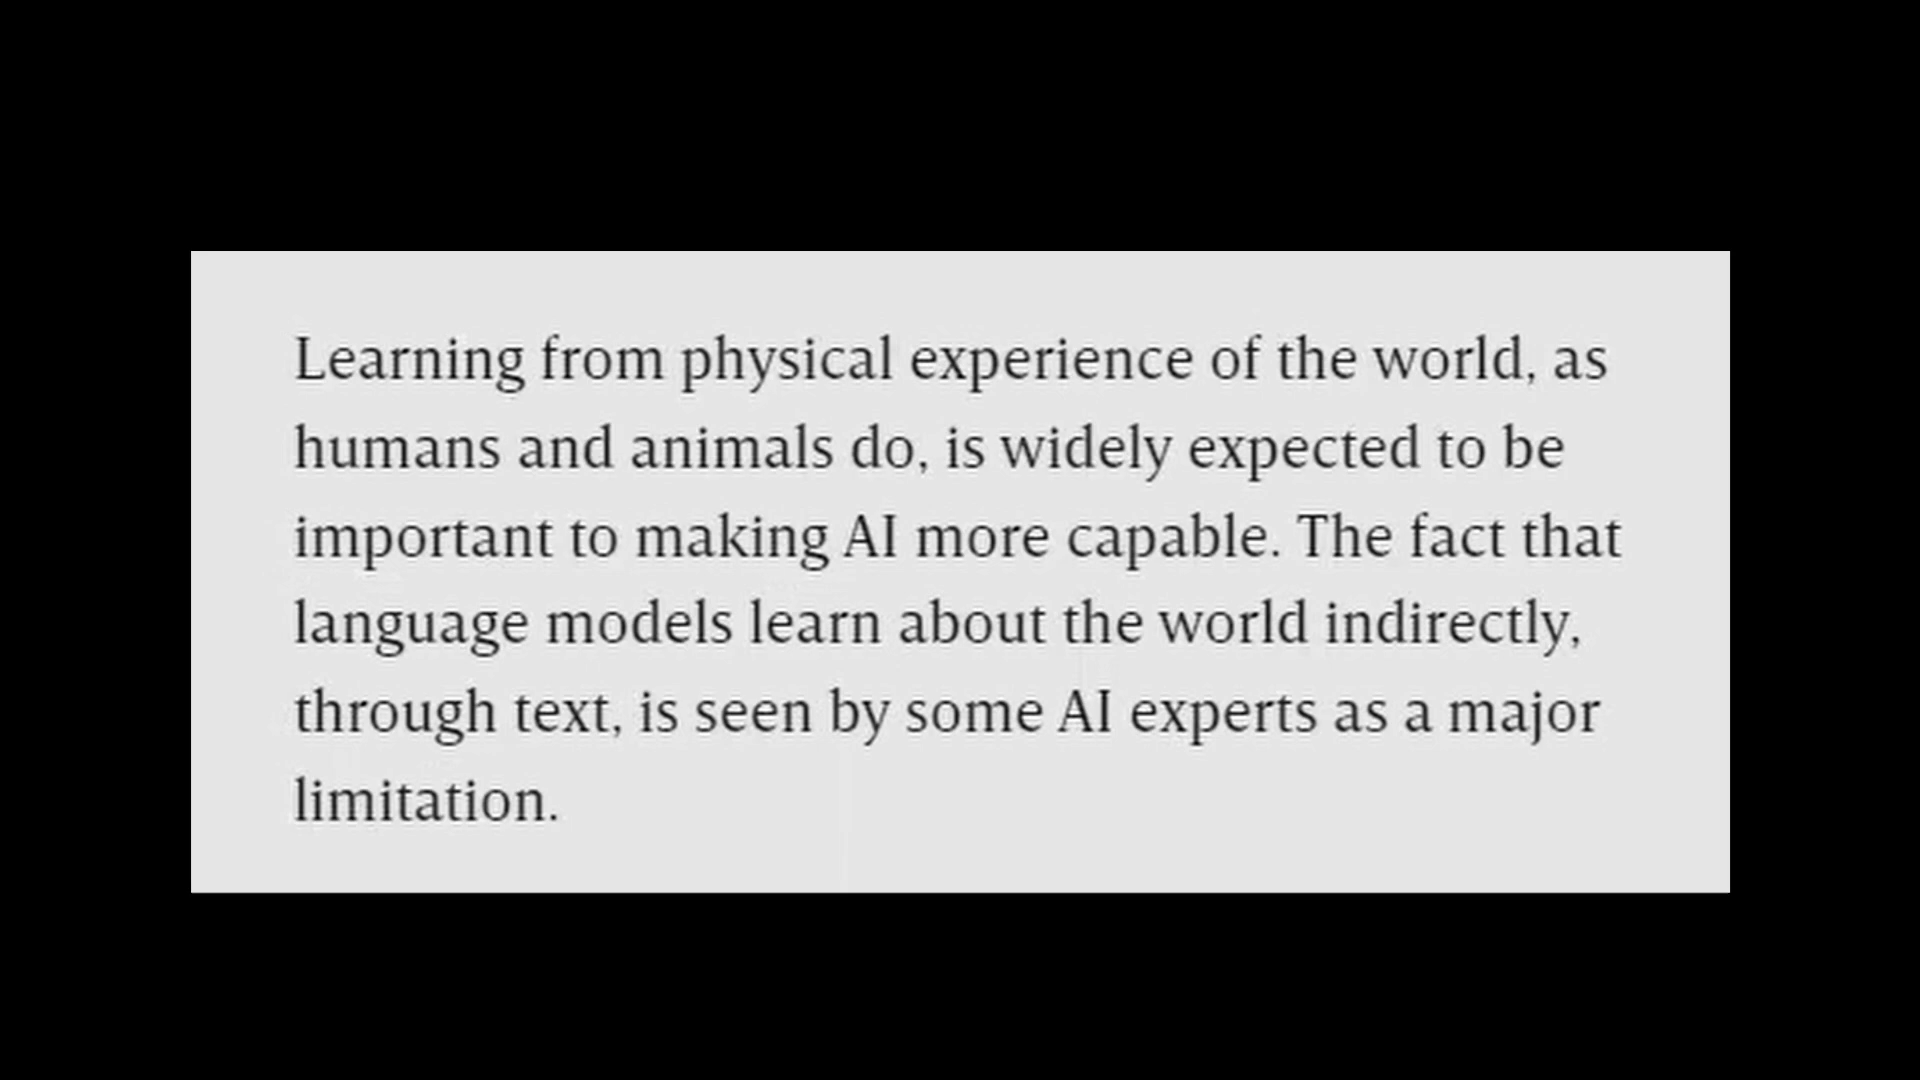 Learning from physical experience of the world, as
humans and animals do, is widely expected to be
important to making AI more capable. The fact that
language models learn about the world indirectly,
through text, is seen by some AI experts as a major
limitation.